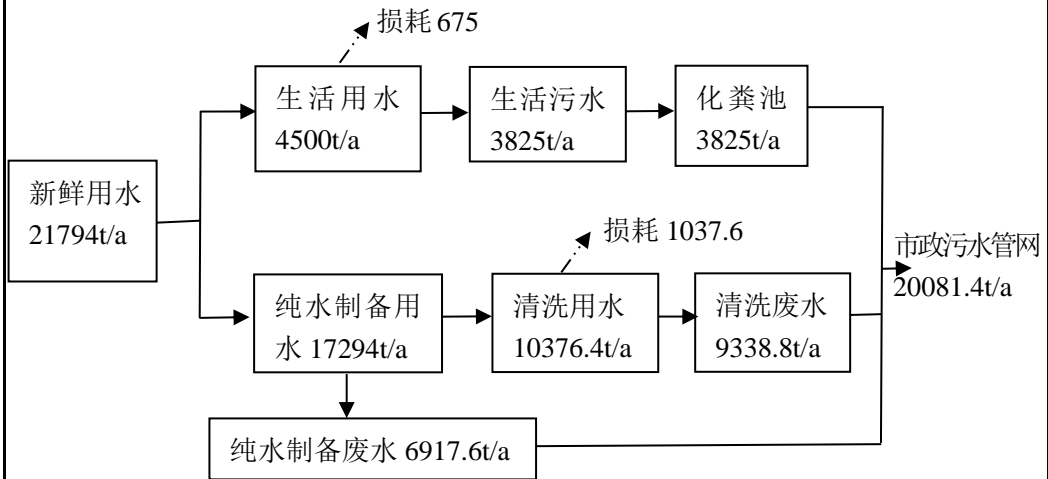 损耗 675
生活用水
4500t/a
生活污水
3825t/a
化粪池
3825t/a
新鲜用水
21794t/a
损耗 1037.6
市政污水管网
20081.4t/a
纯水制备用
水 17294t/a
清洗用水
10376.4t/a
清洗废水
9338.8t/a
纯水制备废水 6917.6t/a